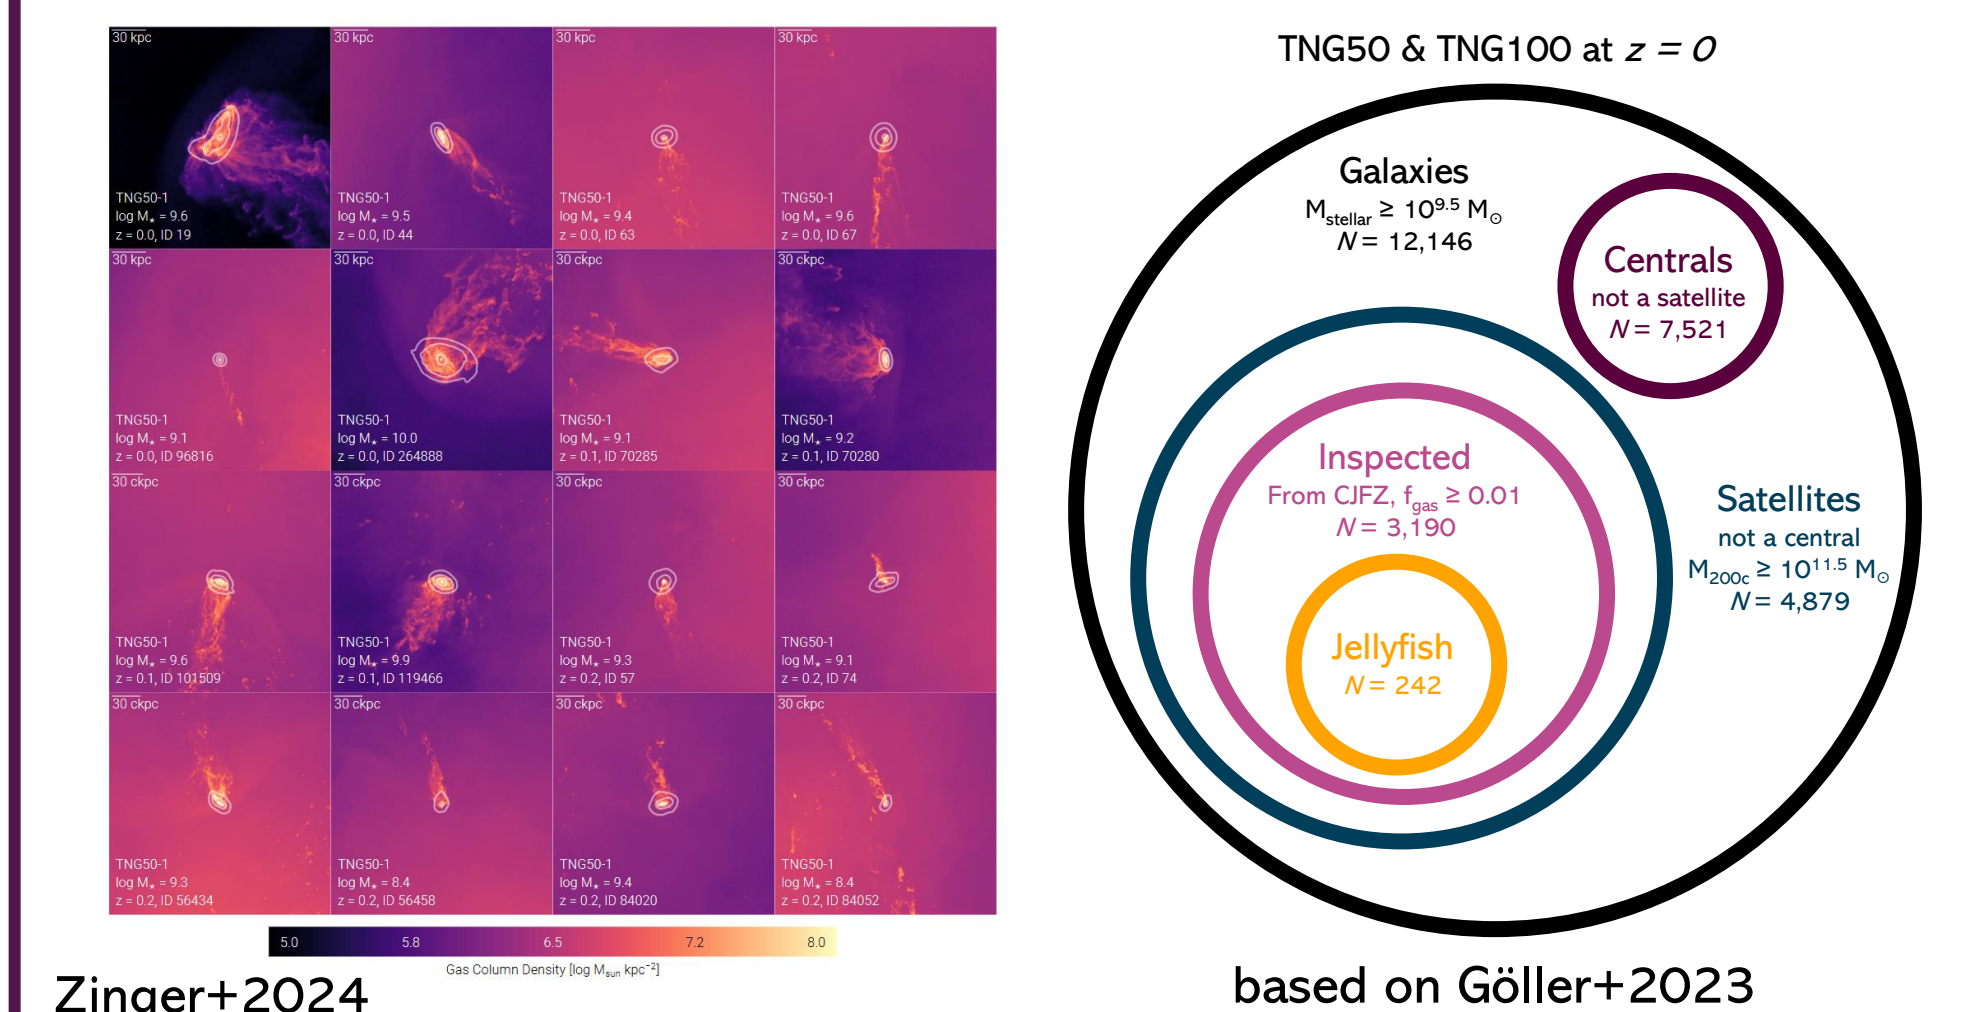 30 kpc
TNG50-1
log M⋆ = 9.6
z = 0.0, ID 19
30 kpc
TNG50-1
log M⋆ = 9.5
z = 0.0, ID 44
30 kpc
TNG50-1
log M⋆ = 9.4
z = 0.0, ID 63
30 kpc
TNG50-1
log M⋆ = 9.6
z = 0.0, ID 67
30 kpc
TNG50-1
log M⋆ = 9.1
z = 0.0, ID 96816
30 kpc
TNG50-1
log M⋆ = 10.0
z = 0.0, ID 264888
30 ckpc
TNG50-1
log M⋆ = 9.1
z = 0.1, ID 70285
30 ckpc
TNG50-1
log M⋆ = 9.2
z = 0.1, ID 70280
30 ckpc
TNG50-1
log M⋆ = 9.6
z = 0.1, ID 101509
30 ckpc
TNG50-1
log M⋆ = 9.9
z = 0.1, ID 119466
30 ckpc
TNG50-1
log M⋆ = 9.3
z = 0.2, ID 57
30 ckpc
TNG50-1
log M⋆ = 9.1
z = 0.2, ID 74
30 ckpc
TNG50-1
log M⋆ = 9.3
z = 0.2, ID 56434
30 ckpc
TNG50-1
log M⋆ = 8.4
z = 0.2, ID 56458
30 ckpc
TNG50-1
log M⋆ = 9.4
z = 0.2, ID 84020
30 ckpc
TNG50-1
log M⋆ = 8.4
z = 0.2, ID 84052
5.0 5.8 6.5 7.2 8.0
Gas Column Density [log Msun kpc⁻²]
Zinger+2024
TNG50 & TNG100 at z = 0
Galaxies
Mstellar ≥ 10^9.5 M⊙
N = 12,146
Centrals
not a satellite
N = 7,521
Inspected
From CJFZ, fgas ≥ 0.01
N = 3,190
Satellites
not a central
M200c ≥ 10^11.5 M⊙
N = 4,879
Jellyfish
N = 242
based on Göller+2023